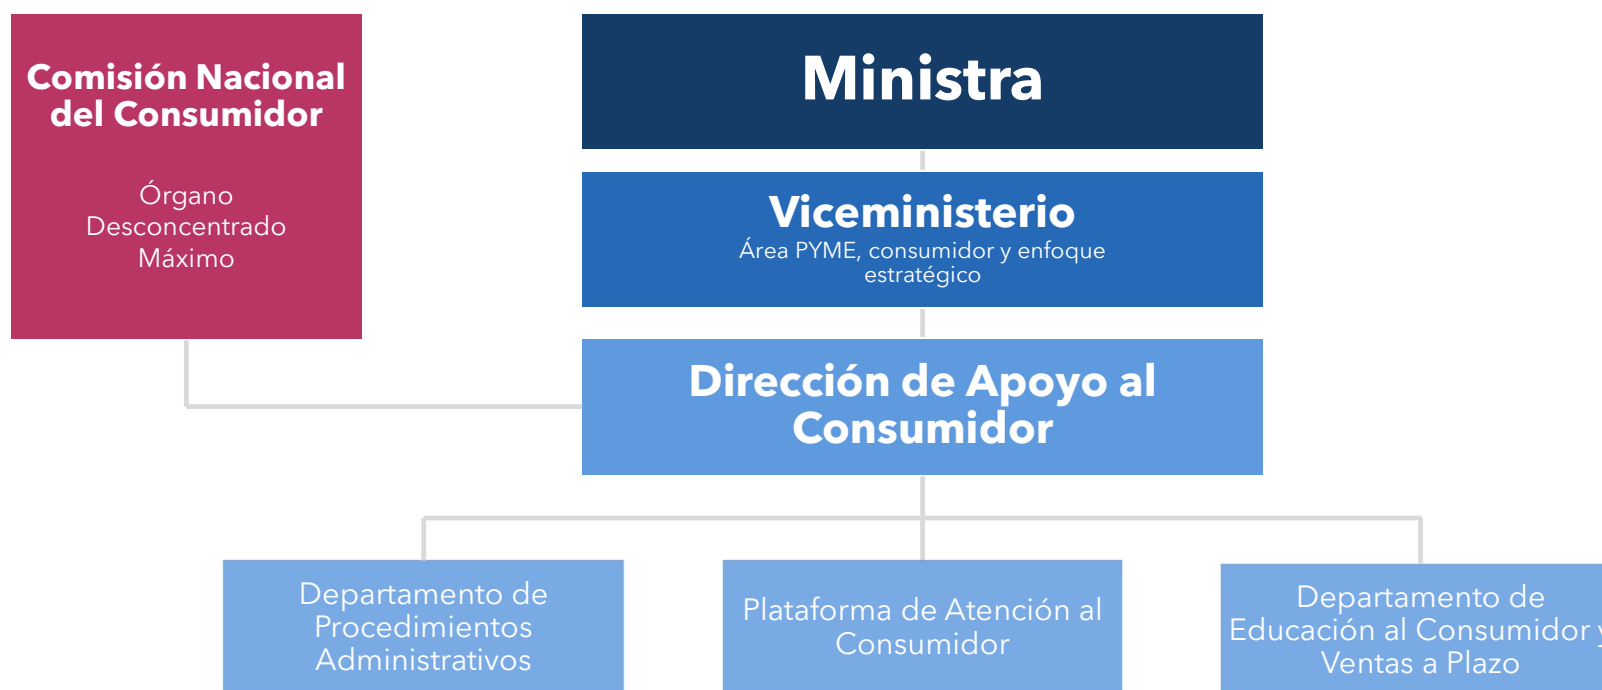 Comisión Nacional
del Consumidor
Órgano
Desconcentrado
Máximo
Ministra
Viceministerio
Área PYME, consumidor y enfoque
estratégico
Dirección de Apoyo al
Consumidor
Departamento de
Procedimientos
Administrativos
Plataforma de Atención al
Consumidor
Departamento de
Educación al Consumidor y
Ventas a Plazo